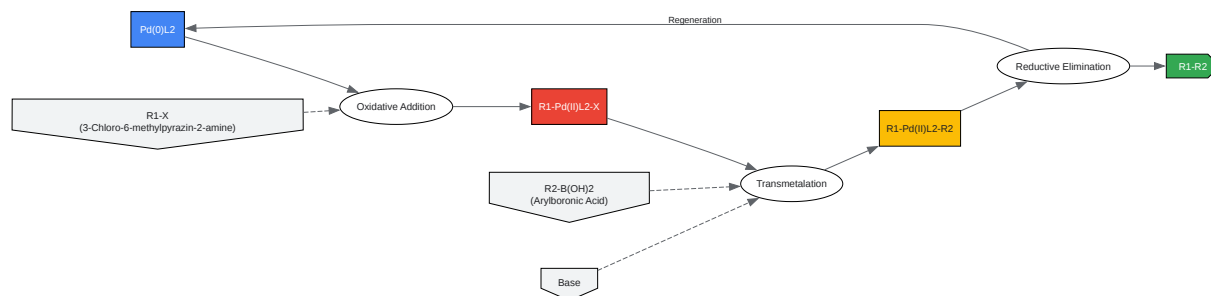 Pd(0)L2
Regeneration
Reductive Elimination
R1-R2
R1-X
(3-Chloro-6-methylpyrazin-2-amine)
Oxidative Addition
R1-Pd(II)L2-X
R1-Pd(II)L2-R2
R2-B(OH)2
(Arylboronic Acid)
Transmetalation
Base